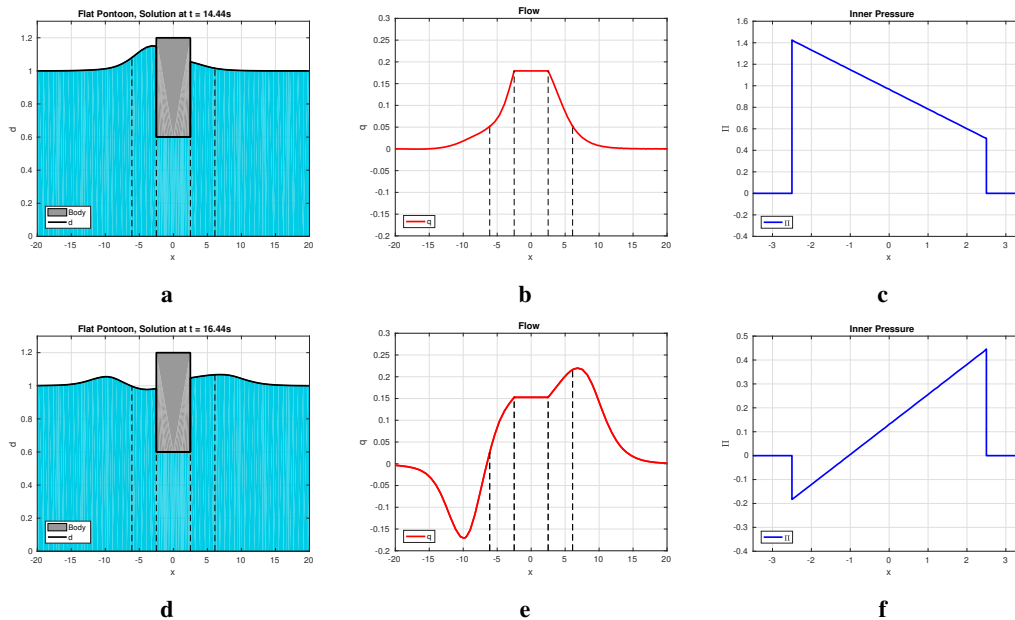 Flat Pontoon, Solution at t = 14.44s
d
1.2
1
0.8
0.6
0.4
0.2
0
Body
d
-20 -15 -10 -5 0 5 10 15 20
x
a
Flow
q
0.3
0.25
0.2
0.15
0.1
0.05
0
-0.05
-0.1
-0.15
-0.2
q
-20 -15 -10 -5 0 5 10 15 20
x
b
Inner Pressure
Π
1.6
1.4
1.2
1
0.8
0.6
0.4
0.2
0
-0.2
-0.4
Π
-3 -2 -1 0 1 2 3
x
c
Flat Pontoon, Solution at t = 16.44s
d
1.2
1
0.8
0.6
0.4
0.2
0
Body
d
-20 -15 -10 -5 0 5 10 15 20
x
d
Flow
q
0.3
0.25
0.2
0.15
0.1
0.05
0
-0.05
-0.1
-0.15
-0.2
q
-20 -15 -10 -5 0 5 10 15 20
x
e
Inner Pressure
Π
0.5
0.4
0.3
0.2
0.1
0
-0.1
-0.2
-0.3
-0.4
Π
-3 -2 -1 0 1 2 3
x
f